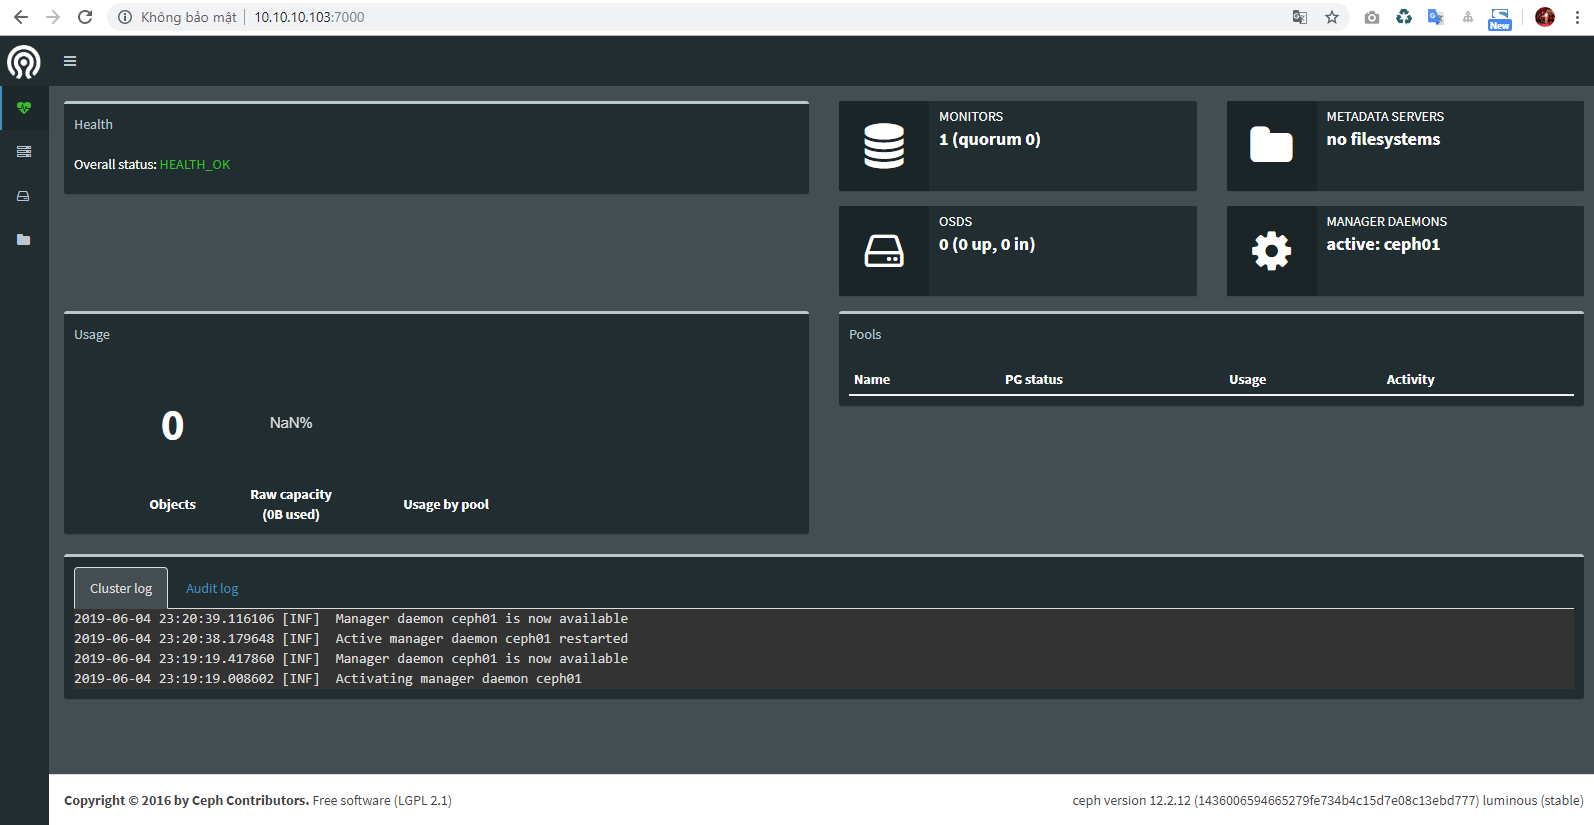 Không bảo mật 10.10.10.103:7000
New
Health
Overall status: HEALTH_OK
MONITORS
1 (quorum 0)
METADATA SERVERS
no filesystems
OSDS
0 (0 up, 0 in)
MANAGER DAEMONS
active: ceph01
Usage
0
NaN%
Objects
Raw capacity
(0B used)
Usage by pool
Pools
Name PG status Usage Activity
Cluster log Audit log
2019-06-04 23:20:39.116106 [INF] Manager daemon ceph01 is now available
2019-06-04 23:20:38.179648 [INF] Active manager daemon ceph01 restarted
2019-06-04 23:19:19.417860 [INF] Manager daemon ceph01 is now available
2019-06-04 23:19:19.008602 [INF] Activating manager daemon ceph01
Copyright © 2016 by Ceph Contributors. Free software (LGPL 2.1)
ceph version 12.2.12 (1436006594665279fe734b4c15d7e08c13ebd777) luminous (stable)